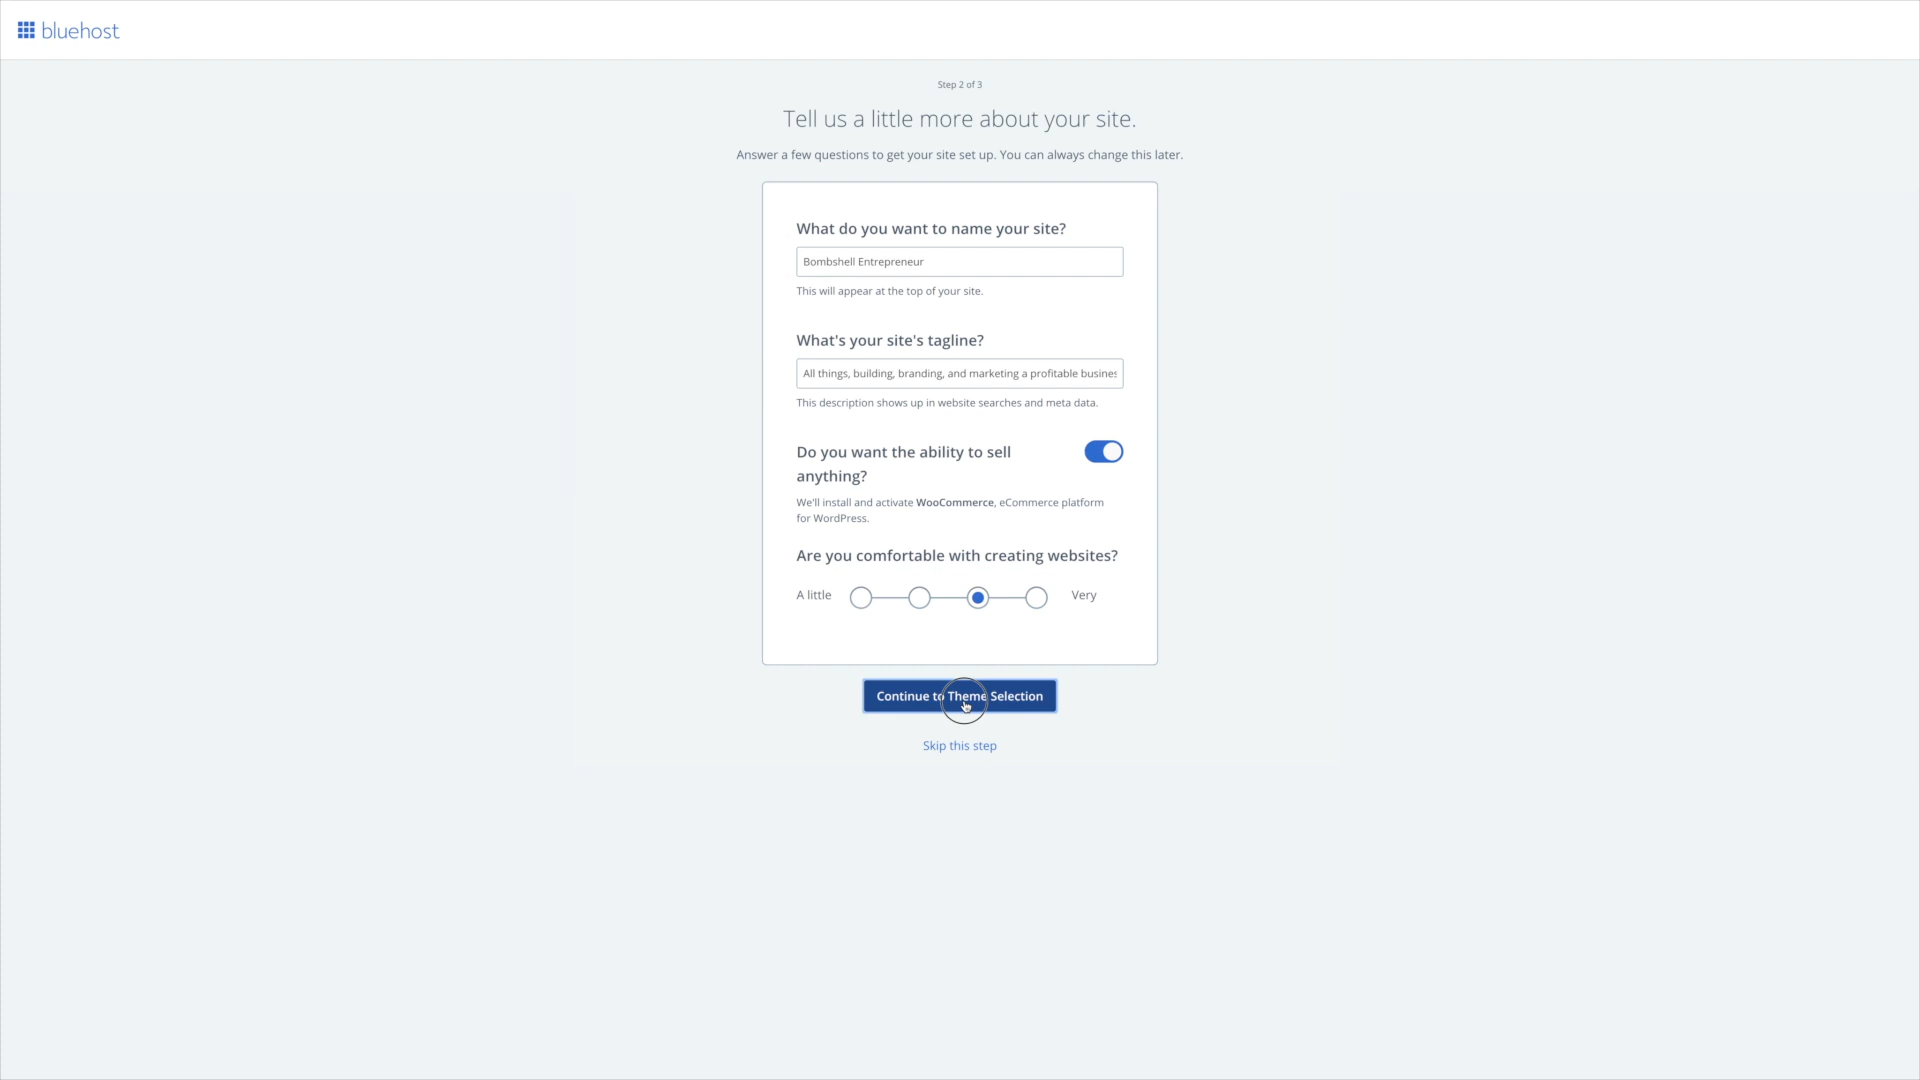 bluehost
Step 2 of 3
Tell us a little more about your site.
Answer a few questions to get your site set up. You can always change this later.
What do you want to name your site?
Bombshell Entrepreneur
This will appear at the top of your site.
What's your site's tagline?
All things, building, branding, and marketing a profitable busines
This description shows up in website searches and meta data.
Do you want the ability to sell
anything?
We'll install and activate WooCommerce, eCommerce platform
for WordPress.
Are you comfortable with creating websites?
A little Very
Continue to Theme Selection
Skip this step